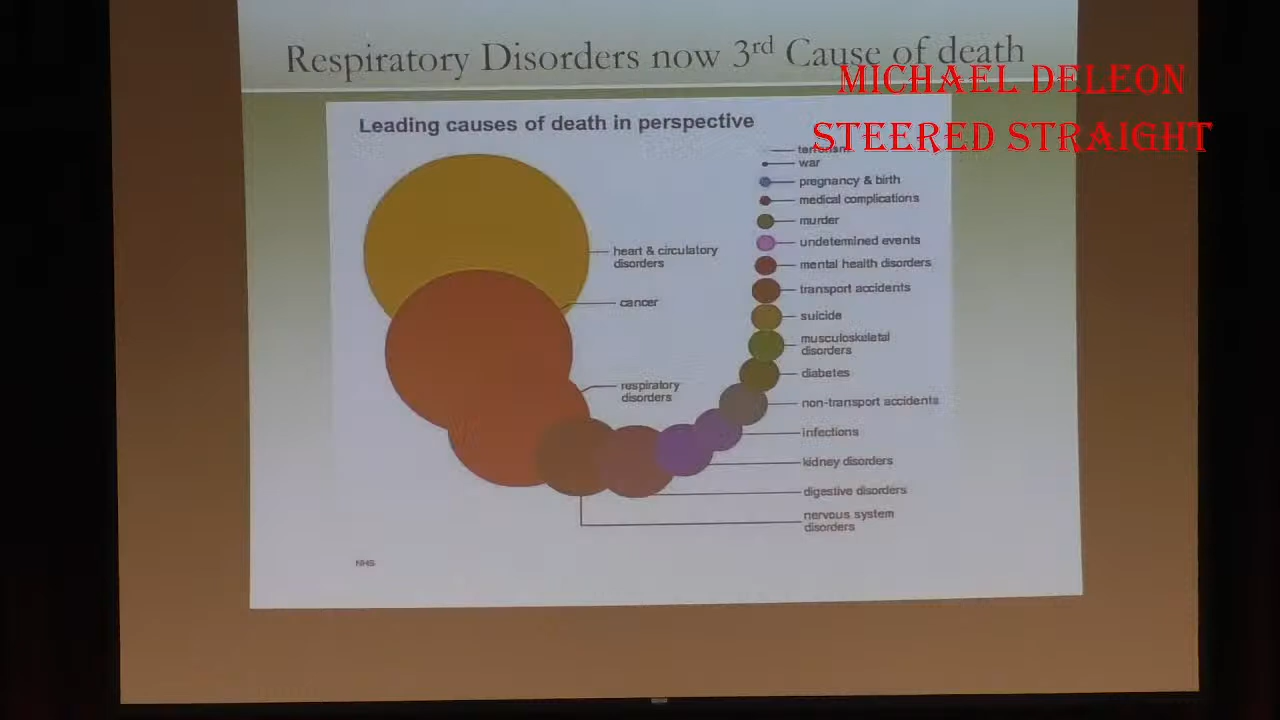 Respiratory Disorders now 3rd Cause of death
MICHAEL DELEON
STEERED STRAIGHT
Leading causes of death in perspective
terrorism
war
pregnancy & birth
medical complications
murder
undetermined events
mental health disorders
transport accidents
suicide
musculoskeletal
disorders
diabetes
non-transport accidents
infections
kidney disorders
digestive disorders
nervous system
disorders
heart & circulatory
disorders
cancer
respiratory
disorders
NHS